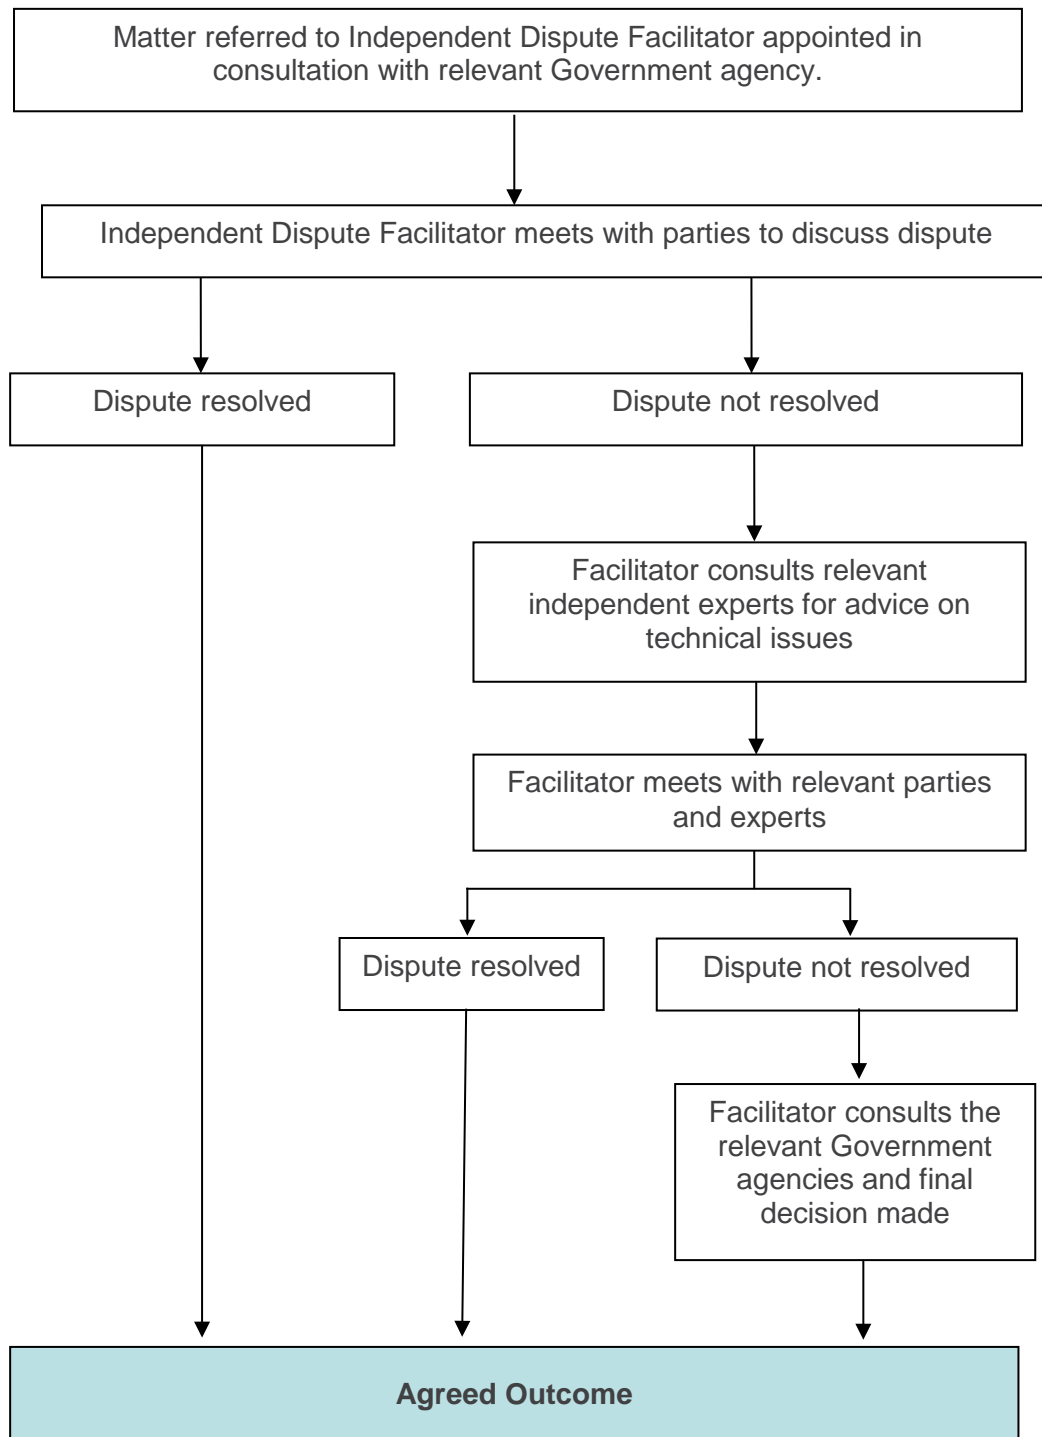 Matter referred to Independent Dispute Facilitator appointed in
consultation with relevant Government agency.
Independent Dispute Facilitator meets with parties to discuss dispute
Dispute resolved
Dispute not resolved
Facilitator consults relevant
independent experts for advice on
technical issues
Facilitator meets with relevant parties
and experts
Dispute resolved
Dispute not resolved
Facilitator consults the
relevant Government
agencies and final
decision made
Agreed Outcome